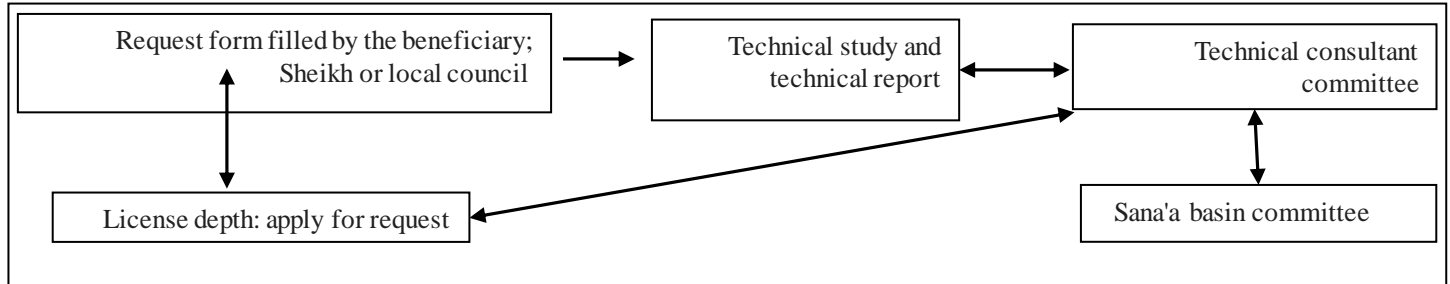 Request form filled by the beneficiary;
Sheikh or local council
Technical study and
technical report
Technical consultant
committee
License depth: apply for request
Sana'a basin committee